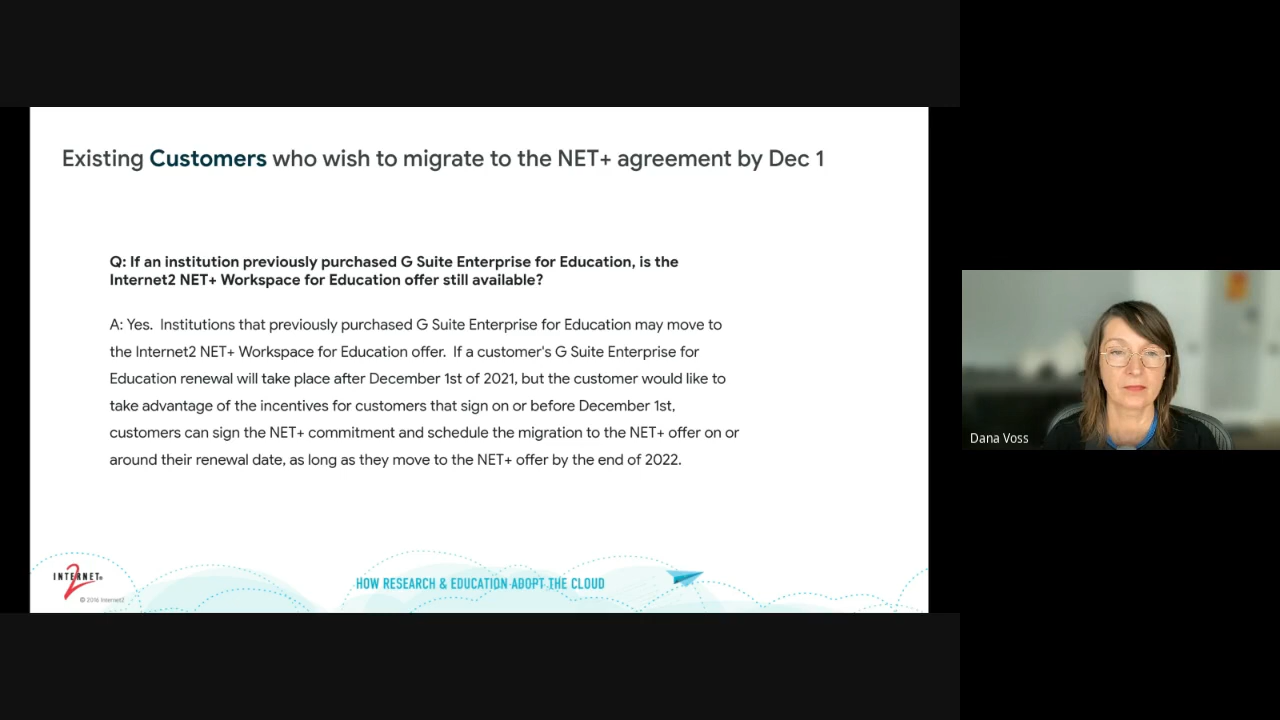 Existing Customers who wish to migrate to the NET+ agreement by Dec 1
Q: If an institution previously purchased G Suite Enterprise for Education, is the
Internet2 NET+ Workspace for Education offer still available?
A: Yes.  Institutions that previously purchased G Suite Enterprise for Education may move to
the Internet2 NET+ Workspace for Education offer.  If a customer's G Suite Enterprise for
Education renewal will take place after December 1st of 2021, but the customer would like to
take advantage of the incentives for customers that sign on or before December 1st,
customers can sign the NET+ commitment and schedule the migration to the NET+ offer on or
around their renewal date, as long as they move to the NET+ offer by the end of 2022.
Dana Voss
INTERNET®
2
© 2016 Internet2
HOW RESEARCH & EDUCATION ADOPT THE CLOUD